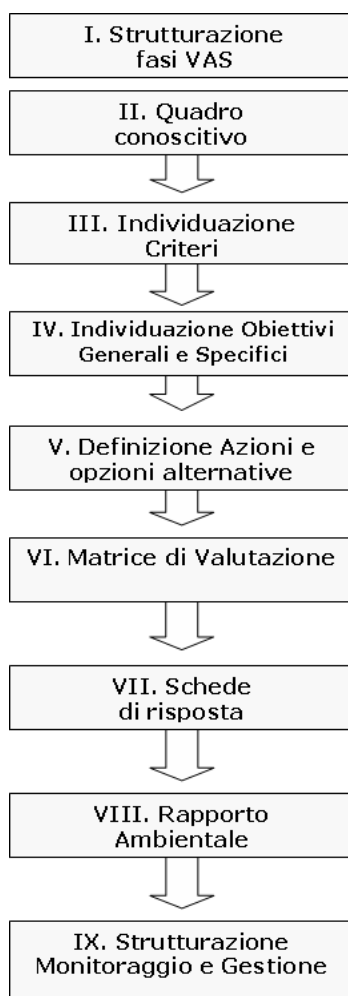 I. Strutturazione
fasi VAS
II. Quadro
conoscitivo
III. Individuazione
Criteri
IV. Individuazione Obiettivi
Generali e Specifici
V. Definizione Azioni e
opzioni alternative
VI. Matrice di Valutazione
VII. Schede
di risposta
VIII. Rapporto
Ambientale
IX. Strutturazione
Monitoraggio e Gestione